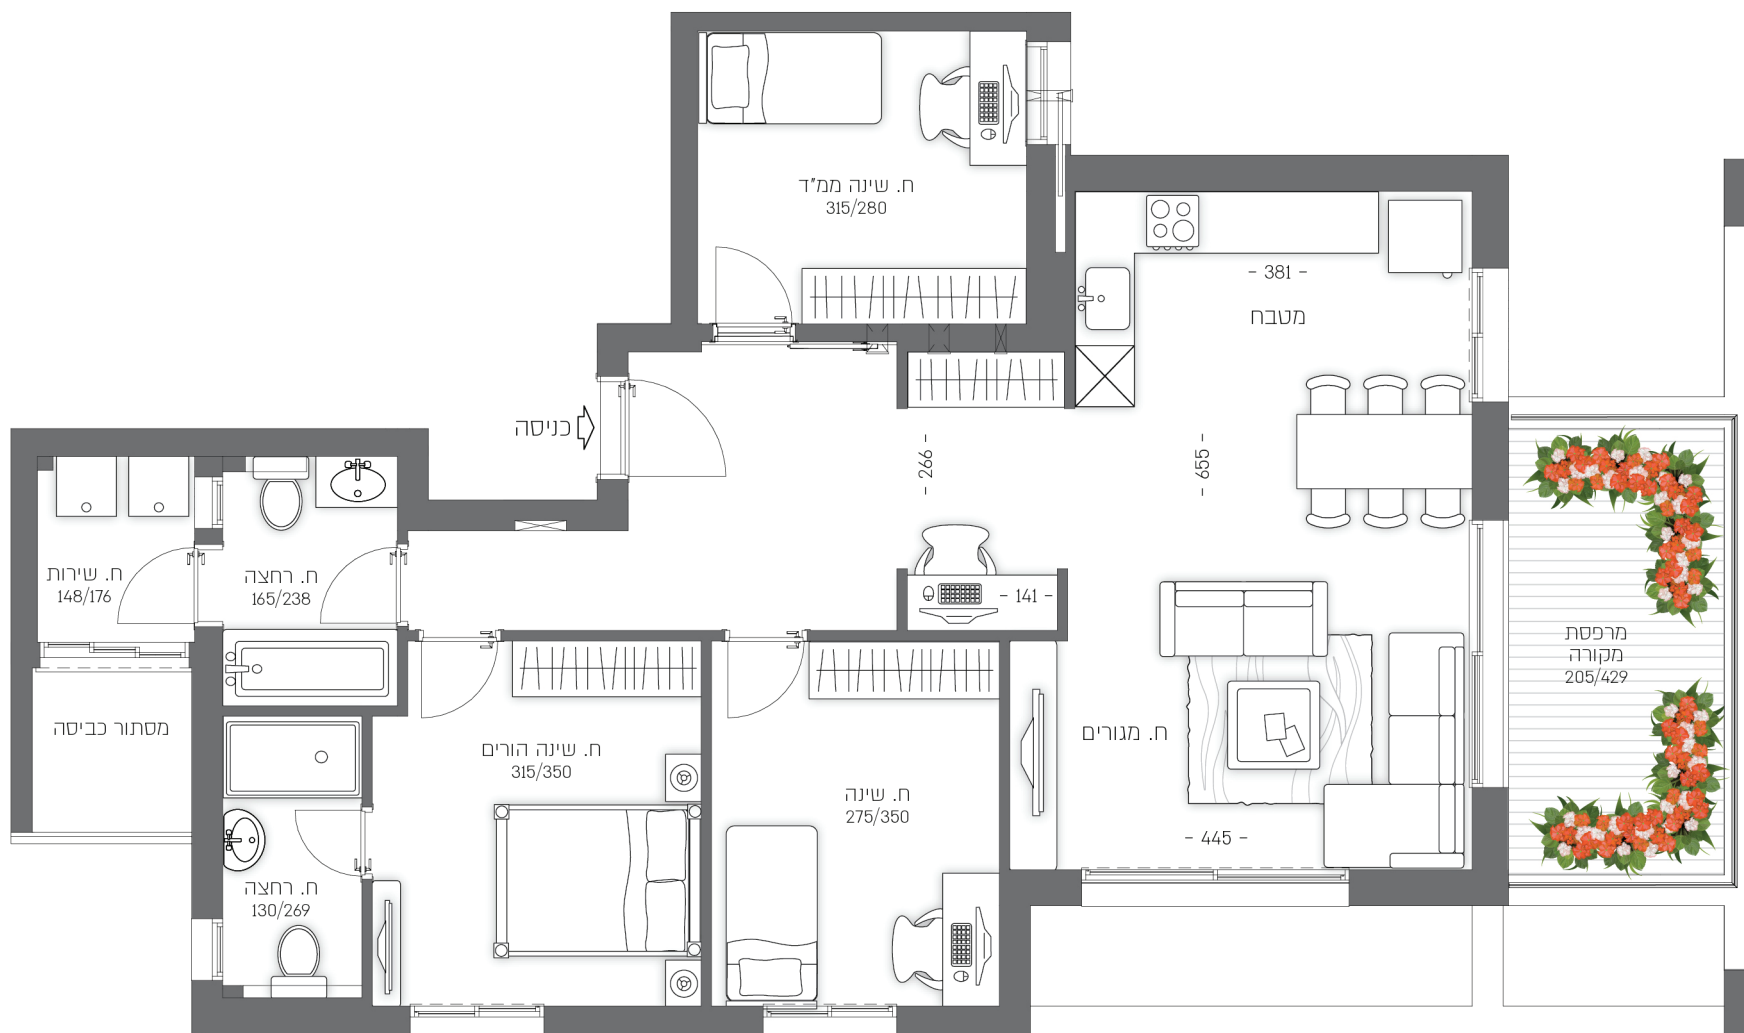 ח. שינה ממ"ד
315/280
- 381 -
מטבח
כניסה
- 266 -
- 655 -
ח. שירות
148/176
ח. רחצה
165/238
- 141 -
מרפסת
מקורה
205/429
מסתור כביסה
ח. שינה הורים
315/350
ח. מגורים
ח. שינה
275/350
- 445 -
ח. רחצה
130/269